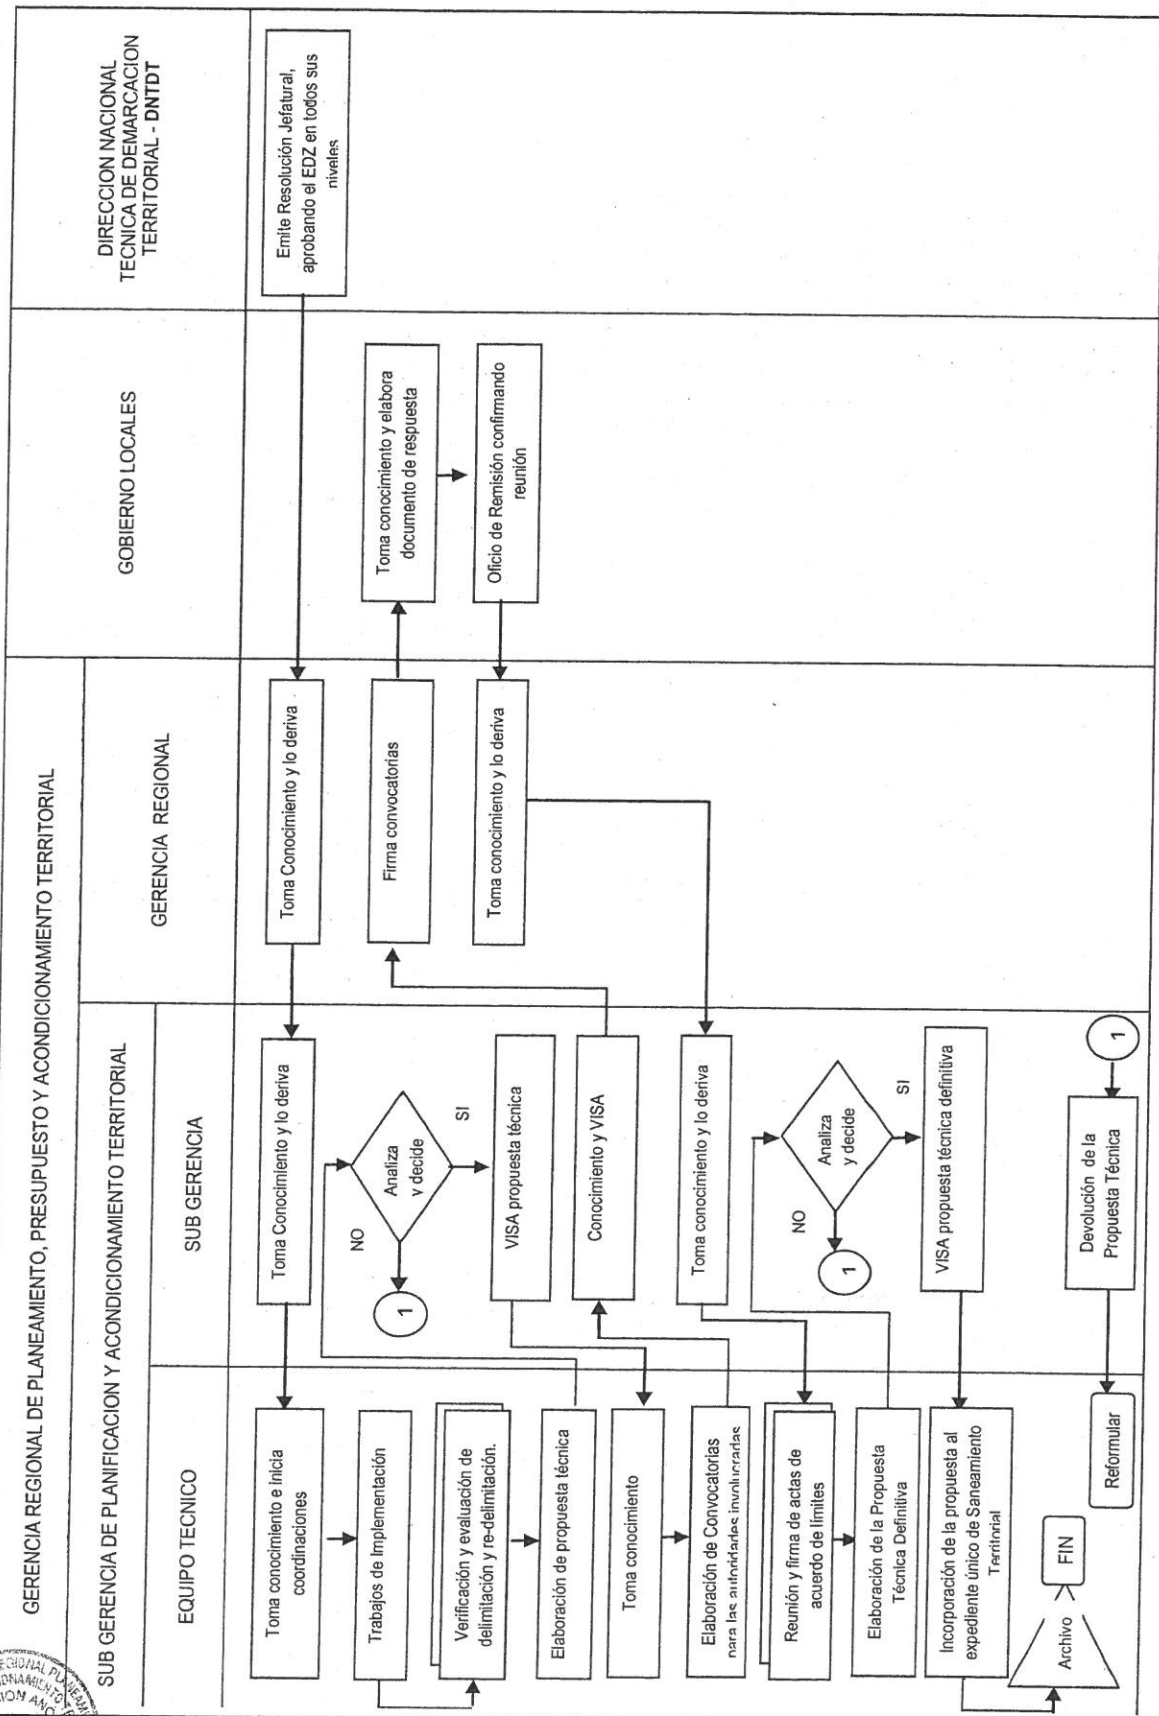 GERENCIA REGIONAL DE PLANEAMIENTO, PRESUPUESTO Y ACONDICIONAMIENTO TERRITORIAL
SUB GERENCIA DE PLANIFICACION Y ACONDICIONAMIENTO TERRITORIAL
EQUIPO TECNICO
SUB GERENCIA
GERENCIA REGIONAL
GOBIERNO LOCALES
DIRECCION NACIONAL
TECNICA DE DEMARCACION
TERRITORIAL - DNTDT
Emite Resolución Jefatural,
aprobando el EDZ en todos sus
niveles
Toma Conocimiento y lo deriva
Toma Conocimiento y lo deriva
Toma conocimiento e Inicia
coordinaciones
Trabajos de Implementación
Verificación y evaluación de
delimitación y re-delimitación.
Elaboración de propuesta técnica
Analiza
y decide
NO
1
SI
VISA propuesta técnica
Toma conocimiento
Elaboración de Convocatorias
para las autoridades involucradas
Conocimiento y VISA
Firma convocatorias
Toma conocimiento y elabora
documento de respuesta
Oficio de Remisión confirmando
reunión
Toma conocimiento y lo deriva
Toma conocimiento y lo deriva
Reunión y firma de actas de
acuerdo de límites
Elaboración de la Propuesta
Técnica Definitiva
Analiza
y decide
NO
1
SI
VISA propuesta técnica definitiva
Incorporación de la propuesta al
expediente único de Saneamiento
Territorial
Archivo
FIN
1
Devolución de la
Propuesta Técnica
Reformular